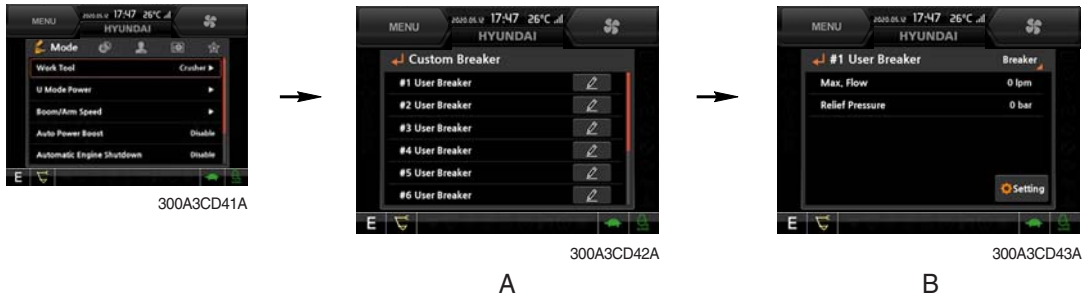 MENU 2020.05.12 17:47 26°C
HYUNDAI
Mode
Work Tool Crusher
U Mode Power
Boom/Arm Speed
Auto Power Boost Disable
Automatic Engine Shutdown Disable
E
300A3CD41A
MENU 2020.05.12 17:47 26°C
HYUNDAI
Custom Breaker
#1 User Breaker
#2 User Breaker
#3 User Breaker
#4 User Breaker
#5 User Breaker
#6 User Breaker
E
300A3CD42A
A
MENU 2020.05.12 17:47 26°C
HYUNDAI
#1 User Breaker Breaker
Max, Flow 0 lpm
Relief Pressure 0 bar
Setting
E
300A3CD43A
B